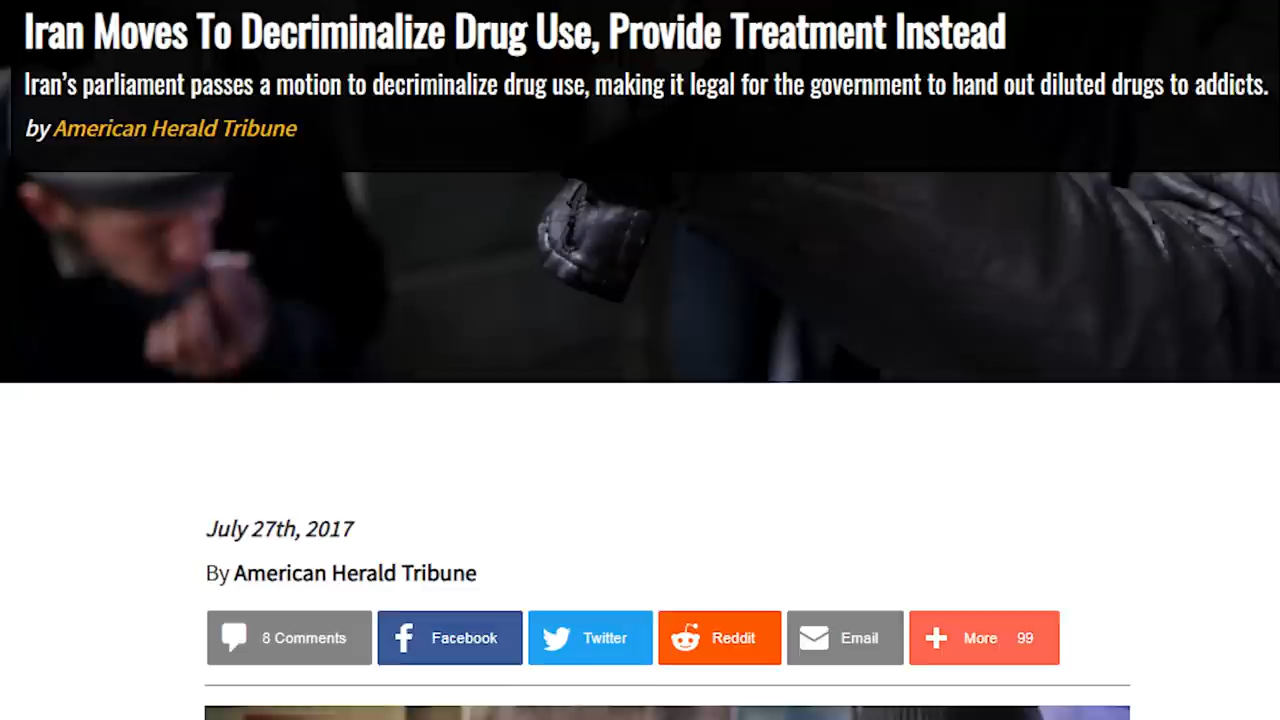 Iran Moves To Decriminalize Drug Use, Provide Treatment Instead
Iran's parliament passes a motion to decriminalize drug use, making it legal for the government to hand out diluted drugs to addicts.
by American Herald Tribune
July 27th, 2017
By American Herald Tribune
8 Comments Facebook Twitter Reddit Email More 99